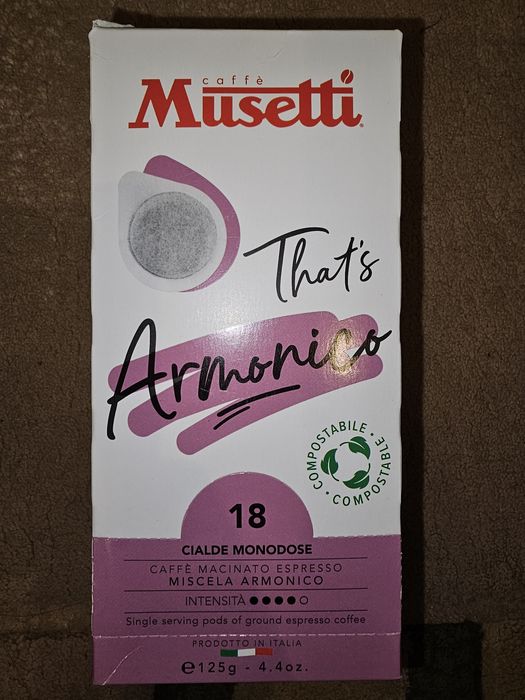 caffè
Musetti
That's
Armonico
COMPOSTABILE • COMPOSTABLE •
18
CIALDE MONODOSE
CAFFÈ MACINATO ESPRESSO
MISCELA ARMONICO
INTENSITÀ ●●●●○
Single serving pods of ground espresso coffee
PRODOTTO IN ITALIA
℮125g - 4.4oz.